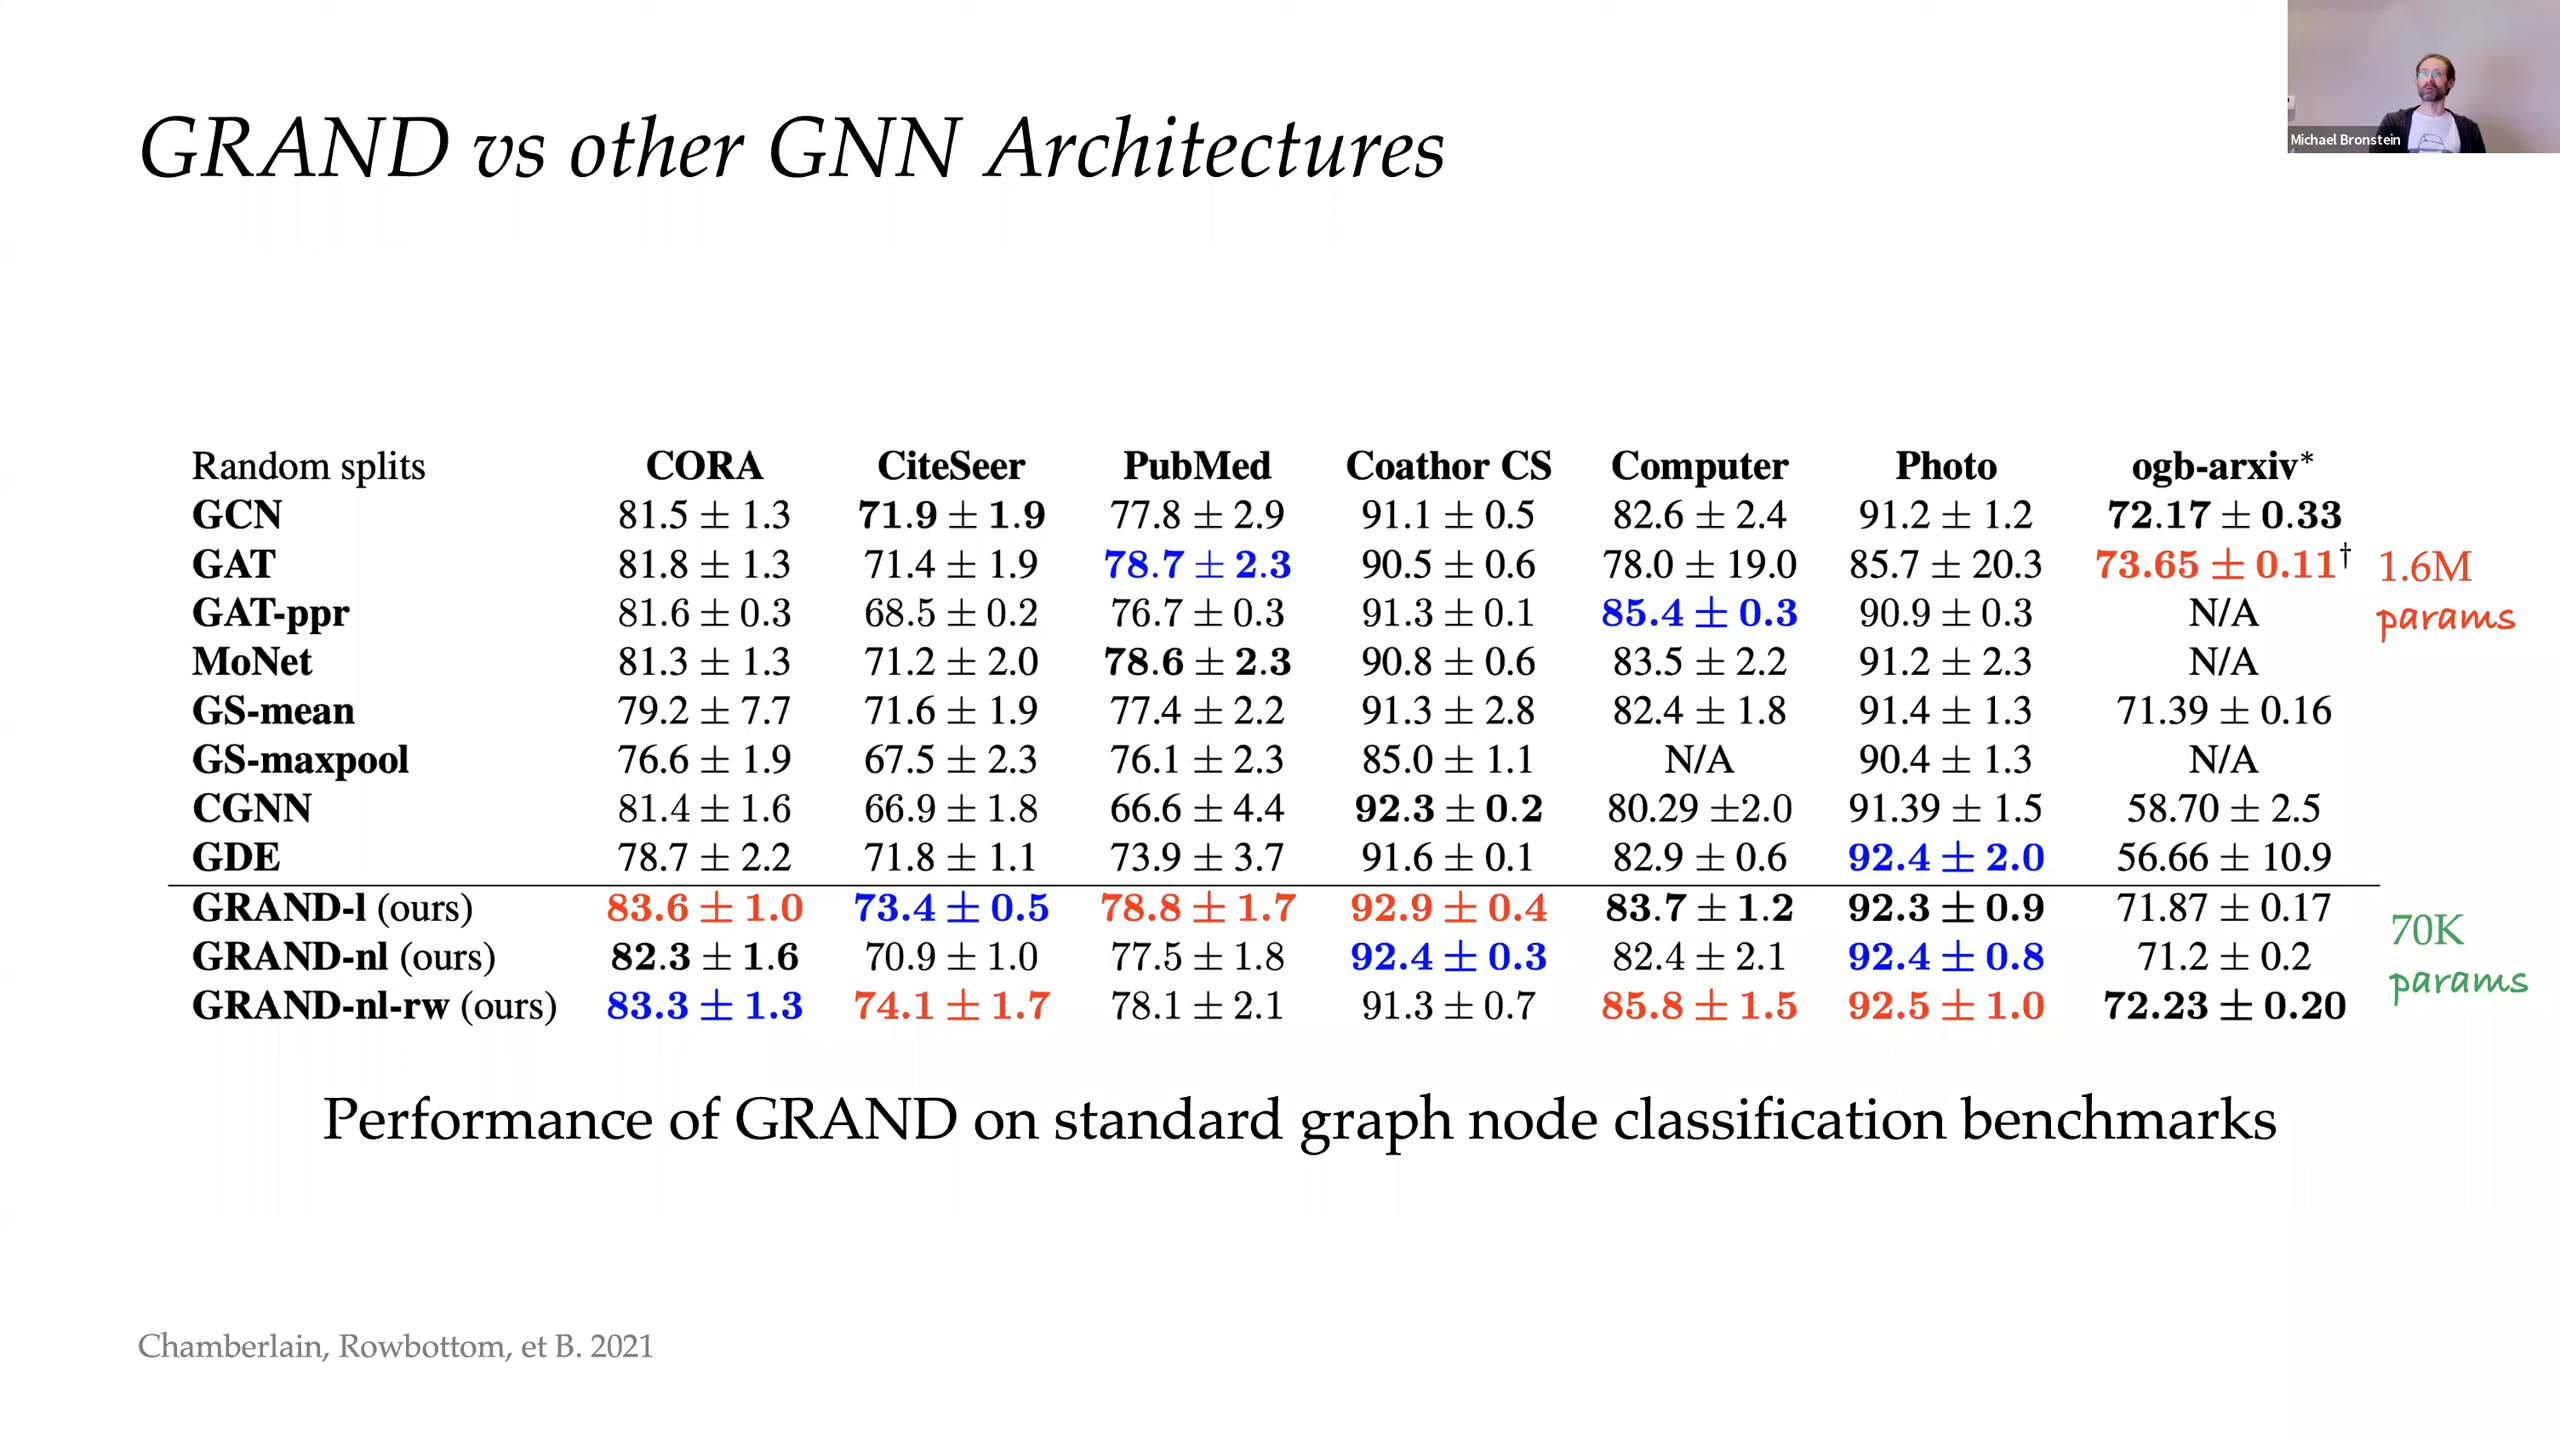 Michael Bronstein
GRAND vs other GNN Architectures
Random splits CORA CiteSeer PubMed Coathor CS Computer Photo ogb-arxiv*
GCN 81.5 ± 1.3 71.9 ± 1.9 77.8 ± 2.9 91.1 ± 0.5 82.6 ± 2.4 91.2 ± 1.2 72.17 ± 0.33
GAT 81.8 ± 1.3 71.4 ± 1.9 78.7 ± 2.3 90.5 ± 0.6 78.0 ± 19.0 85.7 ± 20.3 73.65 ± 0.11† 1.6M
GAT-ppr 81.6 ± 0.3 68.5 ± 0.2 76.7 ± 0.3 91.3 ± 0.1 85.4 ± 0.3 90.9 ± 0.3 N/A params
MoNet 81.3 ± 1.3 71.2 ± 2.0 78.6 ± 2.3 90.8 ± 0.6 83.5 ± 2.2 91.2 ± 2.3 N/A
GS-mean 79.2 ± 7.7 71.6 ± 1.9 77.4 ± 2.2 91.3 ± 2.8 82.4 ± 1.8 91.4 ± 1.3 71.39 ± 0.16
GS-maxpool 76.6 ± 1.9 67.5 ± 2.3 76.1 ± 2.3 85.0 ± 1.1 N/A 90.4 ± 1.3 N/A
CGNN 81.4 ± 1.6 66.9 ± 1.8 66.6 ± 4.4 92.3 ± 0.2 80.29 ±2.0 91.39 ± 1.5 58.70 ± 2.5
GDE 78.7 ± 2.2 71.8 ± 1.1 73.9 ± 3.7 91.6 ± 0.1 82.9 ± 0.6 92.4 ± 2.0 56.66 ± 10.9
GRAND-l (ours) 83.6 ± 1.0 73.4 ± 0.5 78.8 ± 1.7 92.9 ± 0.4 83.7 ± 1.2 92.3 ± 0.9 71.87 ± 0.17 70K
GRAND-nl (ours) 82.3 ± 1.6 70.9 ± 1.0 77.5 ± 1.8 92.4 ± 0.3 82.4 ± 2.1 92.4 ± 0.8 71.2 ± 0.2 params
GRAND-nl-rw (ours) 83.3 ± 1.3 74.1 ± 1.7 78.1 ± 2.1 91.3 ± 0.7 85.8 ± 1.5 92.5 ± 1.0 72.23 ± 0.20
Performance of GRAND on standard graph node classification benchmarks
Chamberlain, Rowbottom, et B. 2021